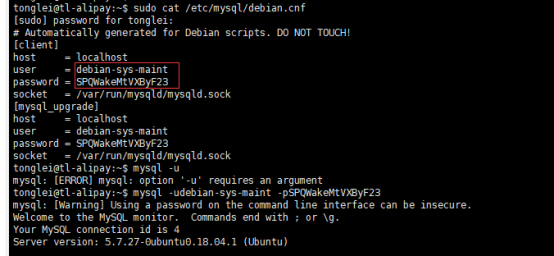 tonglei@tl-alipay:~$ sudo cat /etc/mysql/debian.cnf
[sudo] password for tonglei:
# Automatically generated for Debian scripts. DO NOT TOUCH!
[client]
host     = localhost
user     = debian-sys-maint
password = SPQWakeMtVXByF23
socket   = /var/run/mysqld/mysqld.sock
[mysql_upgrade]
host     = localhost
user     = debian-sys-maint
password = SPQWakeMtVXByF23
socket   = /var/run/mysqld/mysqld.sock
tonglei@tl-alipay:~$ mysql -u
mysql: [ERROR] mysql: option '-u' requires an argument
tonglei@tl-alipay:~$ mysql -udebian-sys-maint -pSPQWakeMtVXByF23
mysql: [Warning] Using a password on the command line interface can be insecure.
Welcome to the MySQL monitor.  Commands end with ; or \g.
Your MySQL connection id is 4
Server version: 5.7.27-0ubuntu0.18.04.1 (Ubuntu)